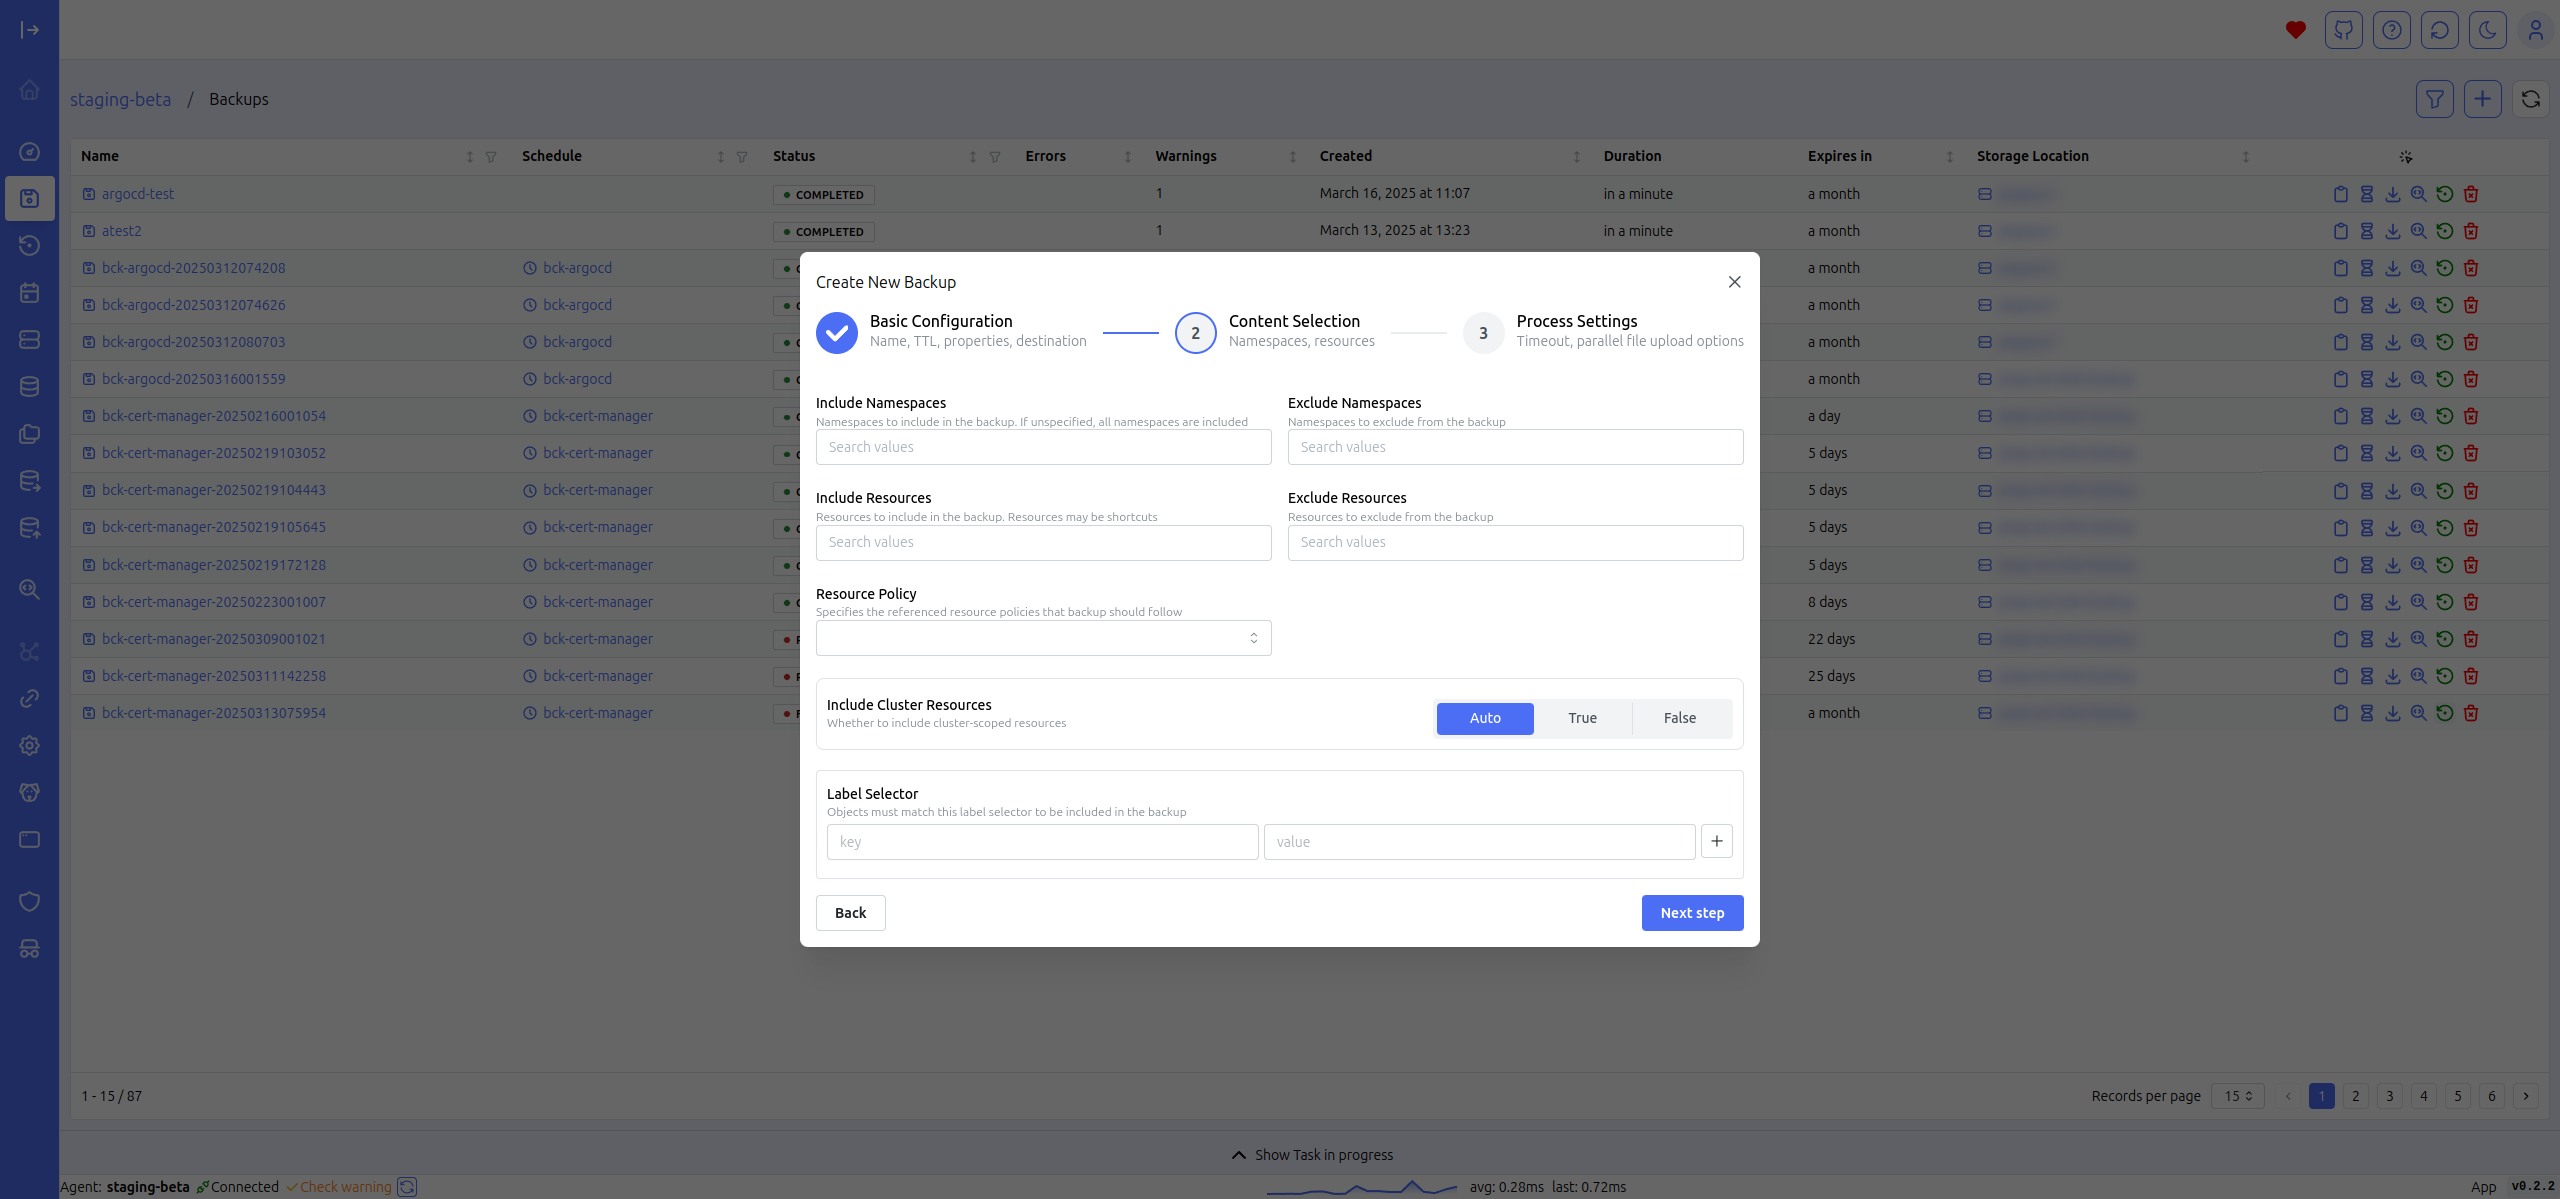 staging-beta / Backups
Name Schedule Status Errors Warnings Created Duration Expires in Storage Location
argocd-test COMPLETED 1 March 16, 2025 at 11:07 in a minute a month
atest2 COMPLETED 1 March 13, 2025 at 13:23 in a minute a month
bck-argocd-20250312074208 bck-argocd a month
bck-argocd-20250312074626 bck-argocd a month
bck-argocd-20250312080703 bck-argocd a month
bck-argocd-20250316001559 bck-argocd a month
bck-cert-manager-20250216001054 bck-cert-manager a day
bck-cert-manager-20250219103052 bck-cert-manager 5 days
bck-cert-manager-20250219104443 bck-cert-manager 5 days
bck-cert-manager-20250219105645 bck-cert-manager 5 days
bck-cert-manager-20250219172128 bck-cert-manager 5 days
bck-cert-manager-20250223001007 bck-cert-manager 8 days
bck-cert-manager-20250309001021 bck-cert-manager 22 days
bck-cert-manager-20250311142258 bck-cert-manager 25 days
bck-cert-manager-20250313075954 bck-cert-manager a month
Create New Backup
Basic Configuration
Name, TTL, properties, destination
2
Content Selection
Namespaces, resources
3
Process Settings
Timeout, parallel file upload options
Include Namespaces
Namespaces to include in the backup. If unspecified, all namespaces are included
Search values
Exclude Namespaces
Namespaces to exclude from the backup
Search values
Include Resources
Resources to include in the backup. Resources may be shortcuts
Search values
Exclude Resources
Resources to exclude from the backup
Search values
Resource Policy
Specifies the referenced resource policies that backup should follow
Include Cluster Resources
Whether to include cluster-scoped resources
Auto True False
Label Selector
Objects must match this label selector to be included in the backup
key value
Back Next step
1 - 15 / 87
Records per page 15 1 2 3 4 5 6
Show Task in progress
Agent: staging-beta Connected Check warning
avg: 0.28ms last: 0.72ms
App v0.2.2